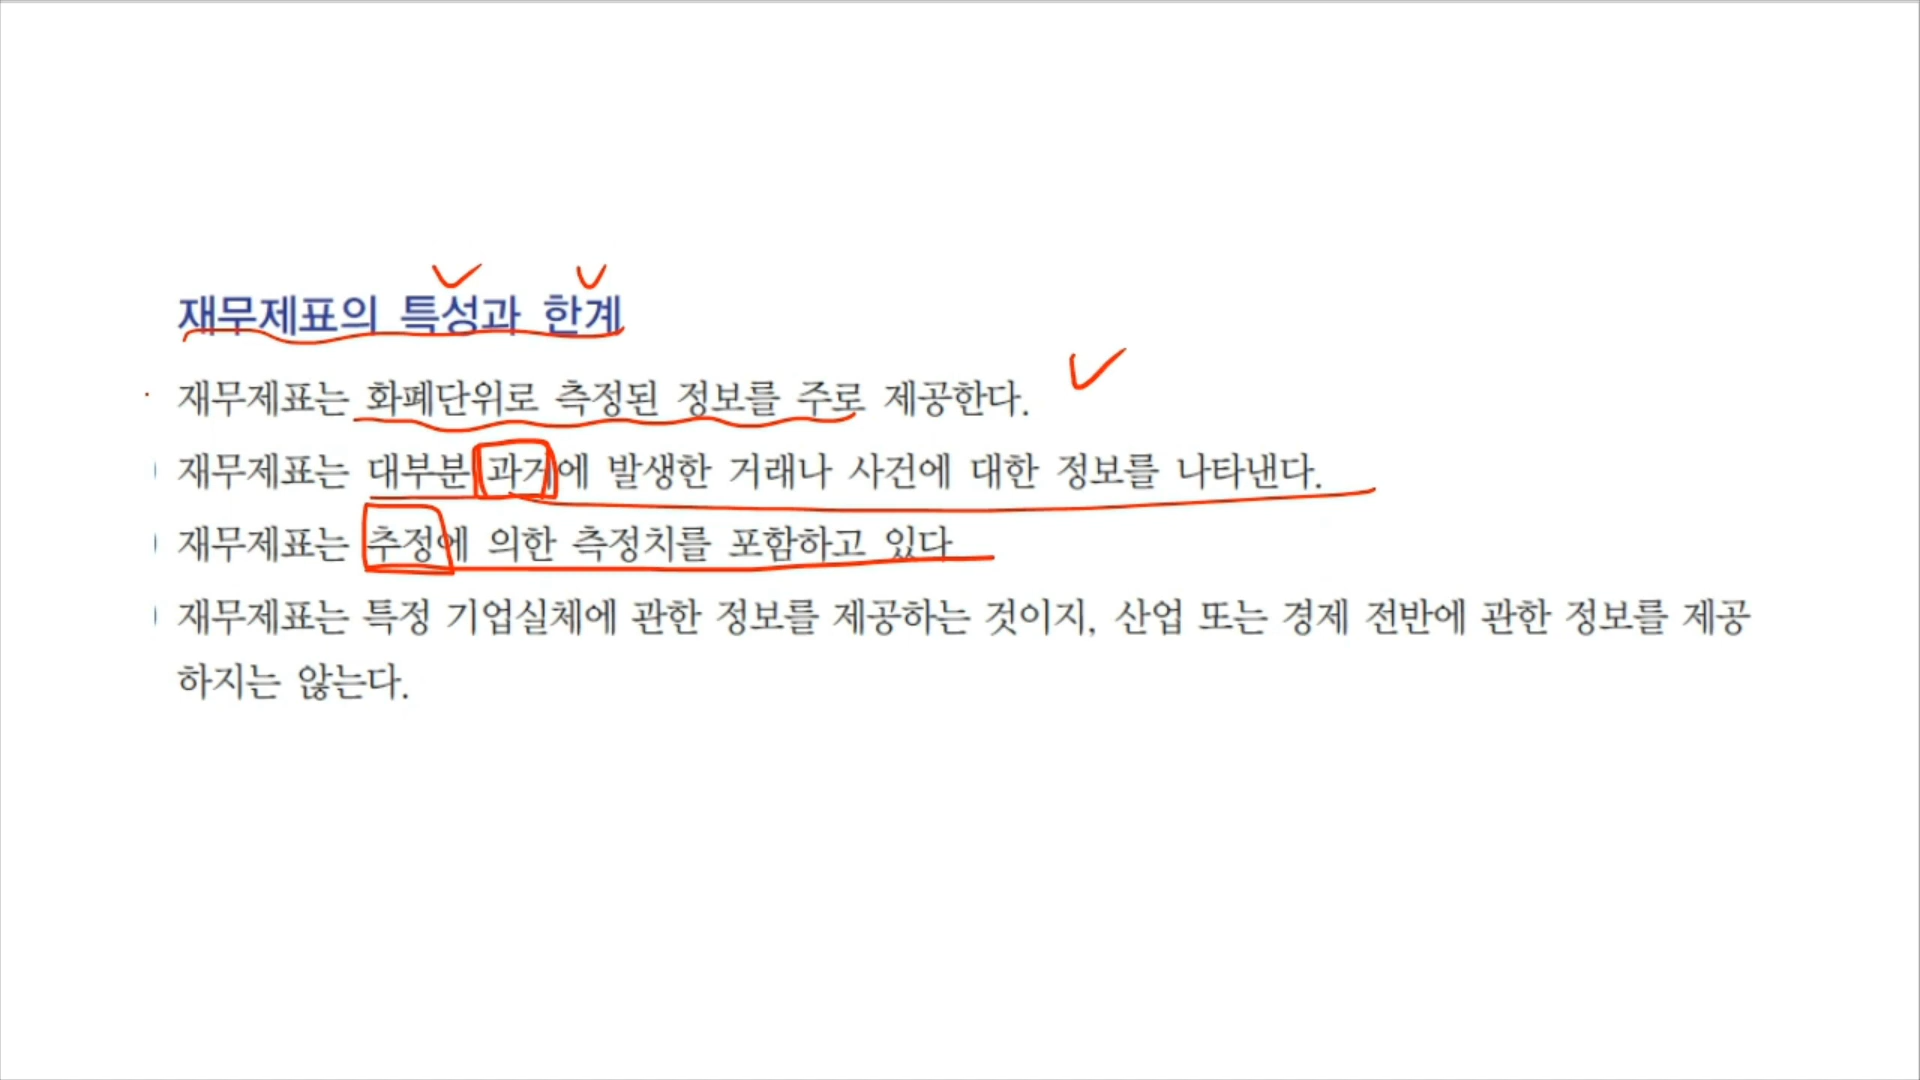 재무제표의 특성과 한계
재무제표는 화폐단위로 측정된 정보를 주로 제공한다.
재무제표는 대부분 과거에 발생한 거래나 사건에 대한 정보를 나타낸다.
재무제표는 추정에 의한 측정치를 포함하고 있다
재무제표는 특정 기업실체에 관한 정보를 제공하는 것이지, 산업 또는 경제 전반에 관한 정보를 제공
하지는 않는다.